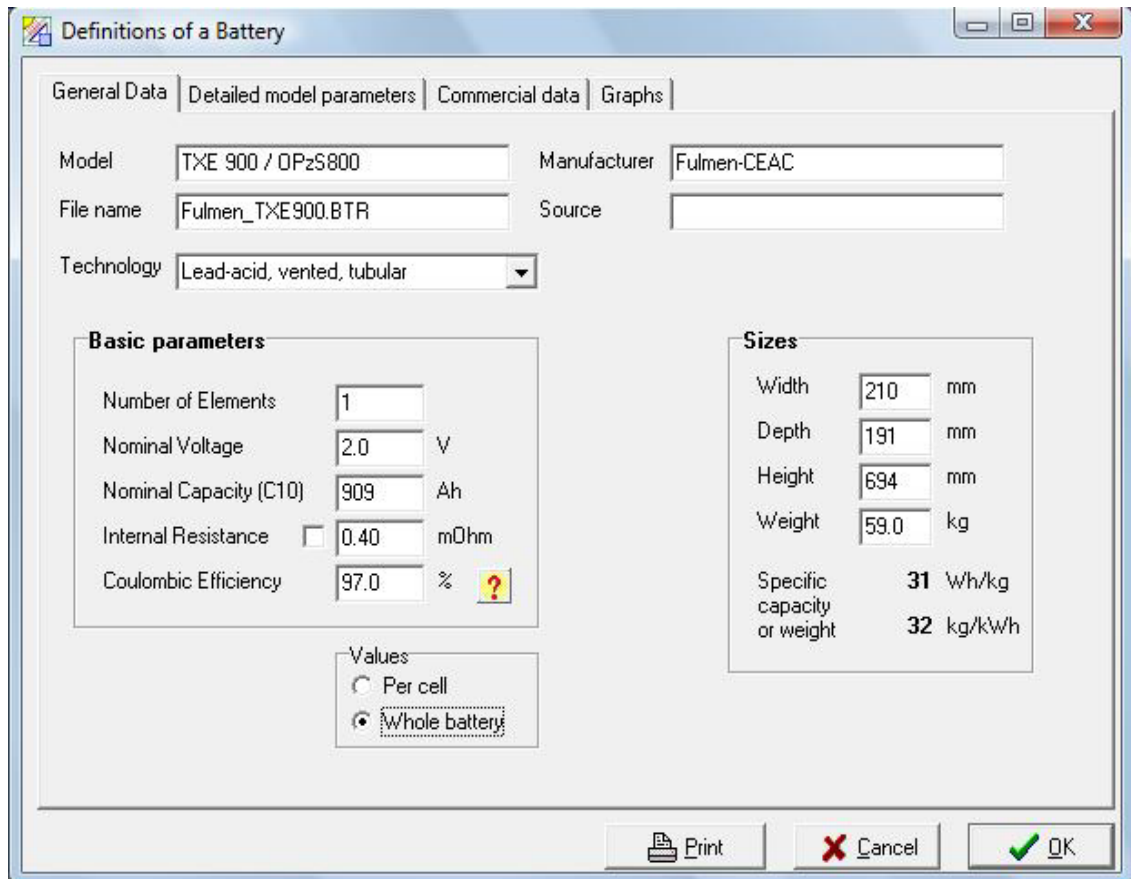 Definitions of a Battery
General Data Detailed model parameters Commercial data Graphs
Model TXE 900 / OPzS800 Manufacturer Fulmen-CEAC
File name Fulmen_TXE900.BTR Source
Technology Lead-acid, vented, tubular
Basic parameters
Number of Elements 1
Nominal Voltage 2.0 V
Nominal Capacity (C10) 909 Ah
Internal Resistance 0.40 mOhm
Coulombic Efficiency 97.0 % ?
Values
Per cell
Whole battery
Sizes
Width 210 mm
Depth 191 mm
Height 694 mm
Weight 59.0 kg
Specific 31 Wh/kg
capacity
or weight 32 kg/kWh
Print Cancel OK